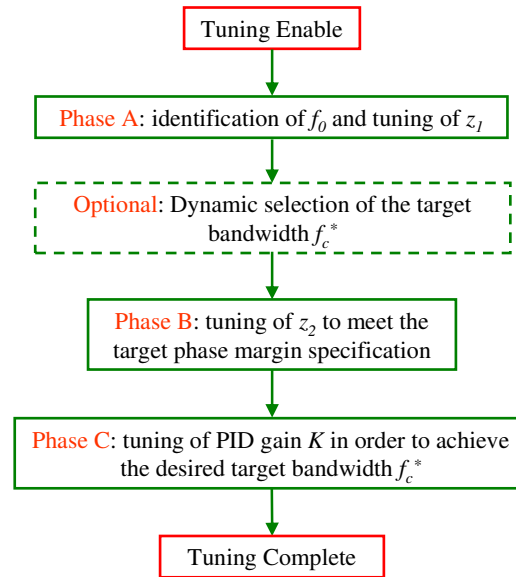 Tuning Enable
Phase A: identification of f0 and tuning of z1
Optional: Dynamic selection of the target
bandwidth fc*
Phase B: tuning of z2 to meet the
target phase margin specification
Phase C: tuning of PID gain K in order to achieve
the desired target bandwidth fc*
Tuning Complete